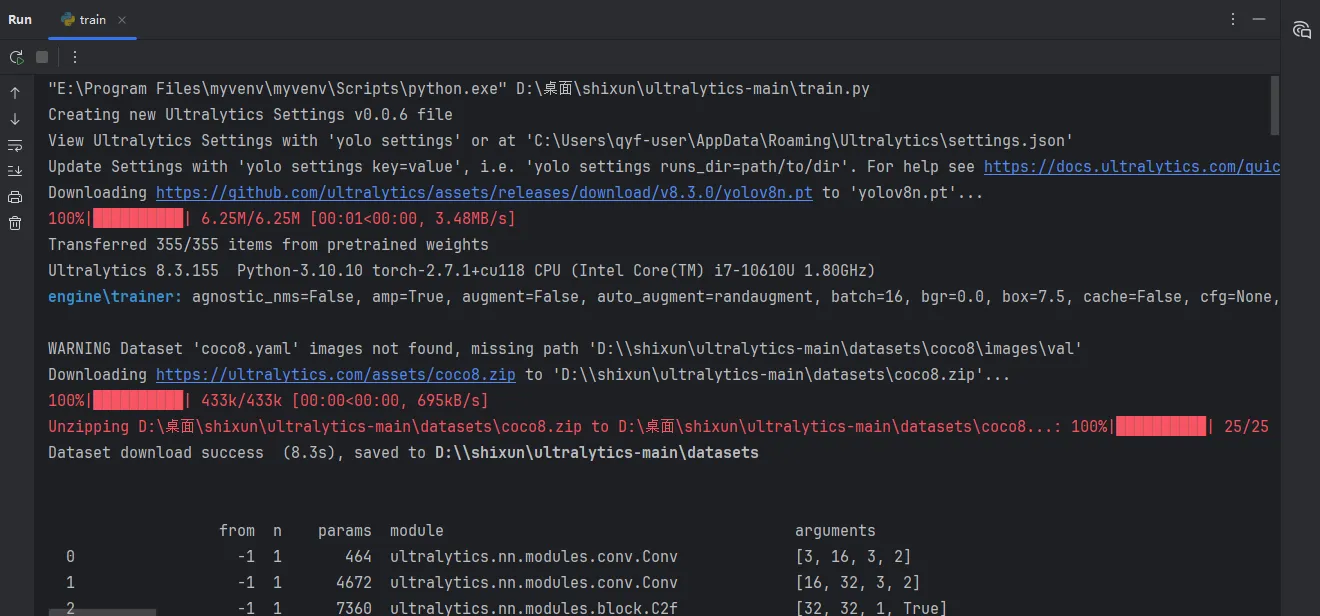 Run train
"E:\Program Files\myvenv\myvenv\Scripts\python.exe" D:\桌面\shixun\ultralytics-main\train.py
Creating new Ultralytics Settings v0.0.6 file
View Ultralytics Settings with 'yolo settings' or at 'C:\Users\qyf-user\AppData\Roaming\Ultralytics\settings.json'
Update Settings with 'yolo settings key=value', i.e. 'yolo settings runs_dir=path/to/dir'. For help see https://docs.ultralytics.com/quic
Downloading https://github.com/ultralytics/assets/releases/download/v8.3.0/yolov8n.pt to 'yolov8n.pt'...
100%|██████████| 6.25M/6.25M [00:01<00:00, 3.48MB/s]
Transferred 355/355 items from pretrained weights
Ultralytics 8.3.155  Python-3.10.10 torch-2.7.1+cu118 CPU (Intel Core(TM) i7-10610U 1.80GHz)
engine\trainer: agnostic_nms=False, amp=True, augment=False, auto_augment=randaugment, batch=16, bgr=0.0, box=7.5, cache=False, cfg=None,
WARNING Dataset 'coco8.yaml' images not found, missing path 'D:\\shixun\ultralytics-main\datasets\coco8\images\val'
Downloading https://ultralytics.com/assets/coco8.zip to 'D:\\shixun\ultralytics-main\datasets\coco8.zip'...
100%|██████████| 433k/433k [00:00<00:00, 695kB/s]
Unzipping D:\桌面\shixun\ultralytics-main\datasets\coco8.zip to D:\桌面\shixun\ultralytics-main\datasets\coco8...: 100%|██████████| 25/25
Dataset download success  (8.3s), saved to D:\\shixun\ultralytics-main\datasets
from  n    params  module                                       arguments
0                  -1  1       464  ultralytics.nn.modules.conv.Conv             [3, 16, 3, 2]
1                  -1  1      4672  ultralytics.nn.modules.conv.Conv             [16, 32, 3, 2]
2                  -1  1      7360  ultralytics.nn.modules.block.C2f             [32, 32, 1, True]